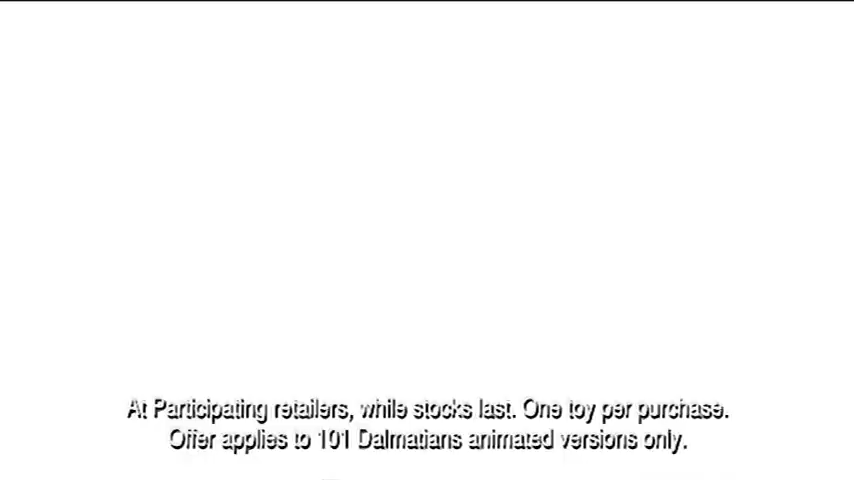 At Participating retailers, while stocks last. One toy per purchase.
Offer applies to 101 Dalmatians animated versions only.